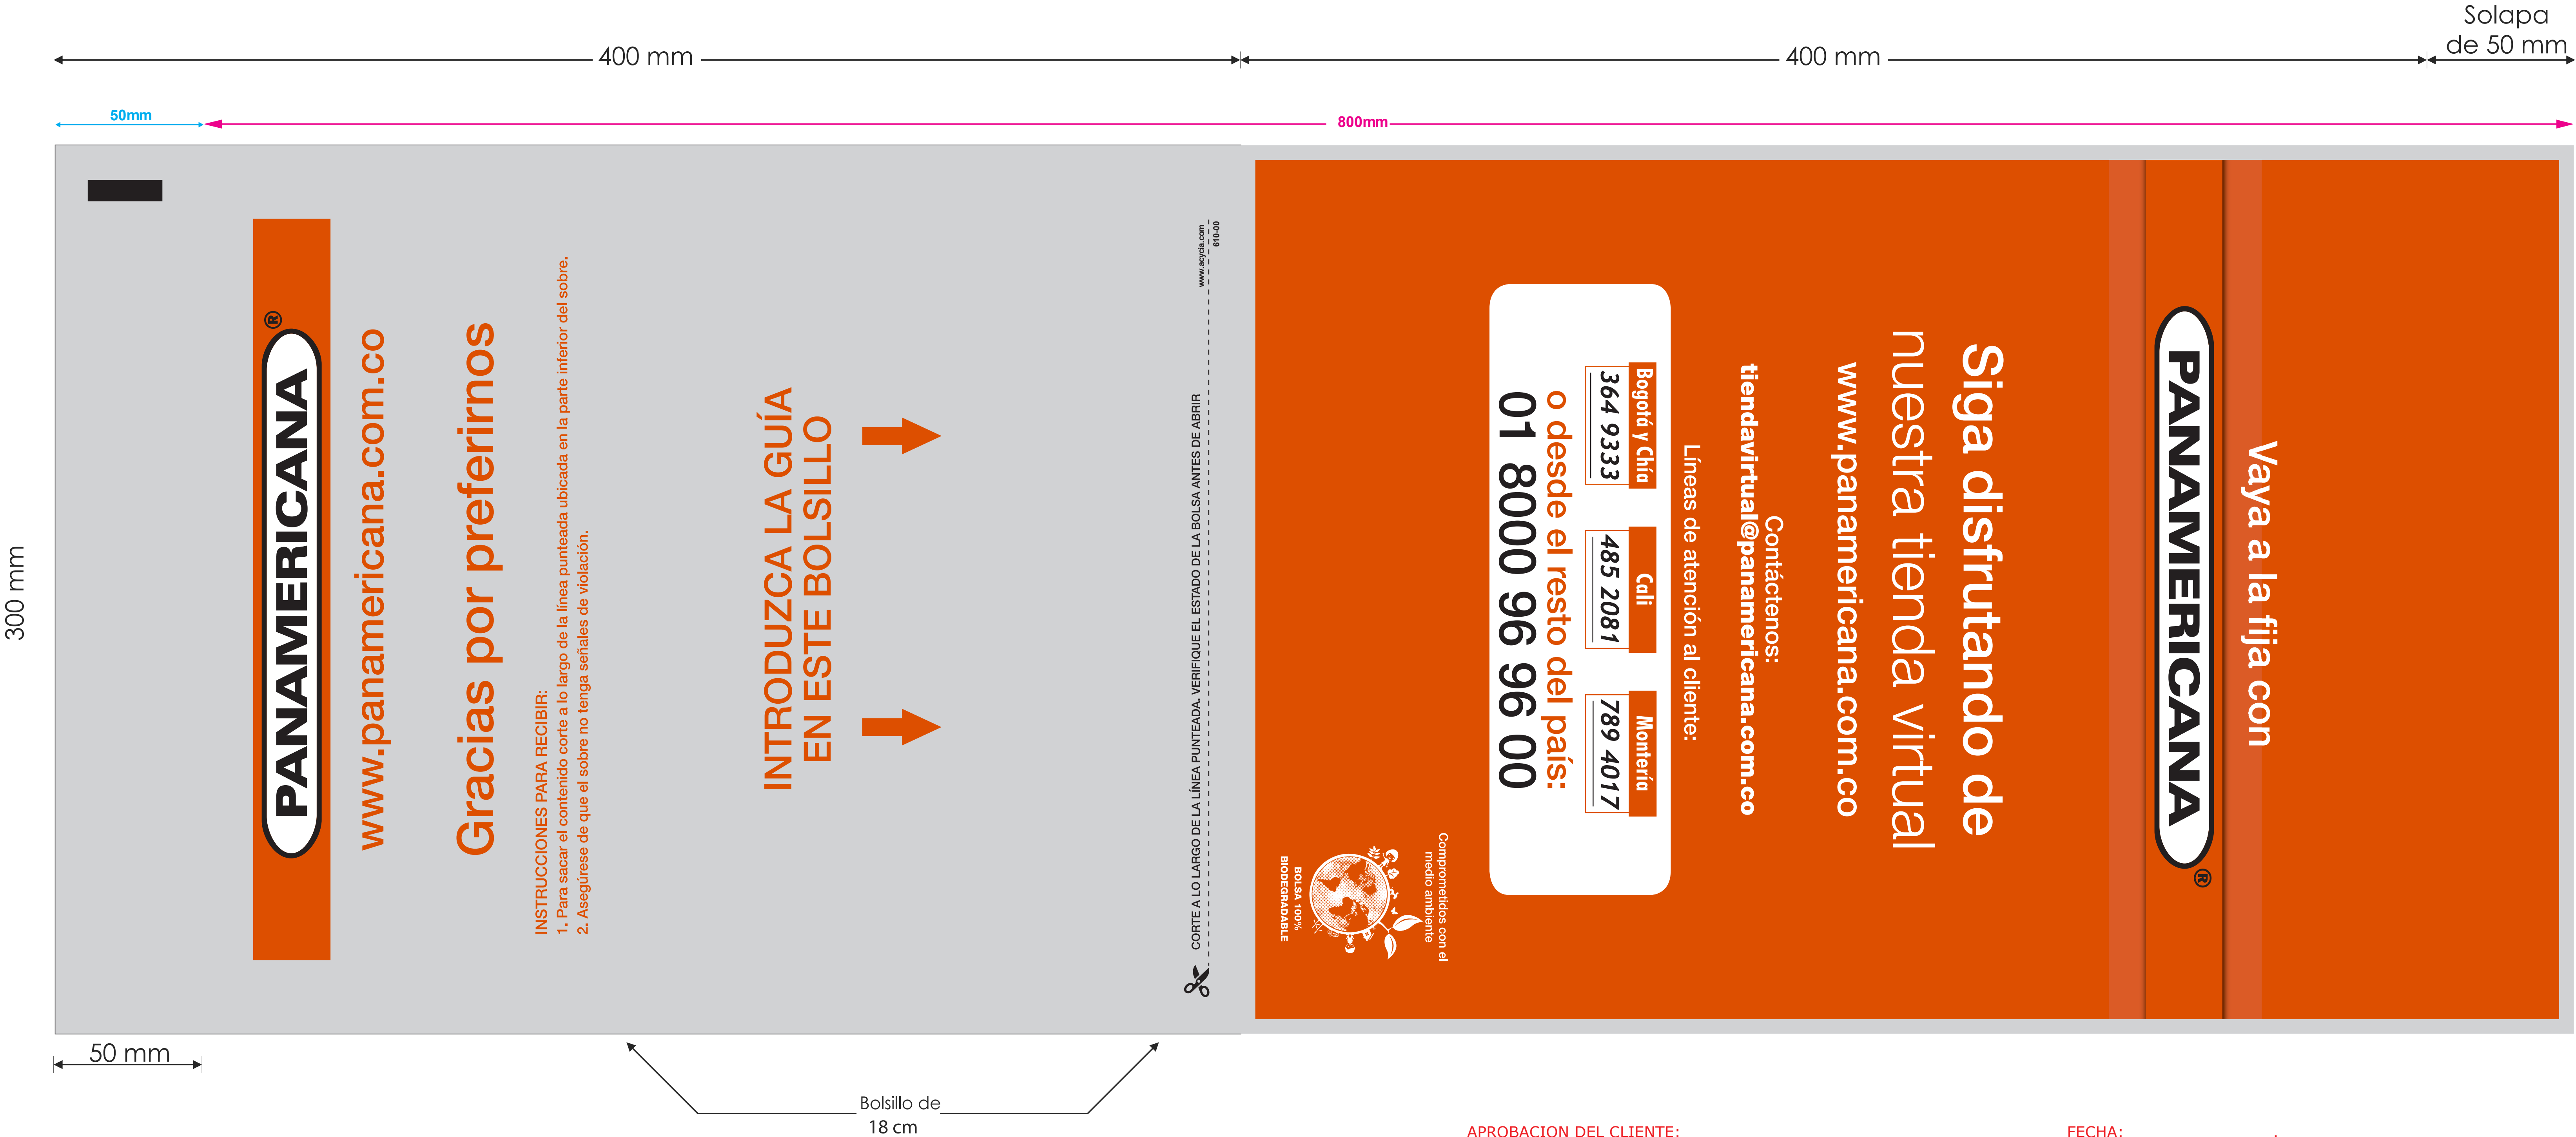 Solapa
de 50 mm
400 mm
400 mm
50mm
800mm
300 mm
PANAMERICANA®
www.panamericana.com.co
Gracias por preferirnos
INSTRUCCIONES PARA RECIBIR:
1. Para sacar el contenido corte a lo largo de la línea punteada ubicada en la parte inferior del sobre.
2. Asegúrese de que el sobre no tenga señales de violación.
INTRODUZCA LA GUÍA
EN ESTE BOLSILLO
CORTE A LO LARGO DE LA LÍNEA PUNTEADA. VERIFIQUE EL ESTADO DE LA BOLSA ANTES DE ABRIR
www.acycia.com
610-00
Vaya a la fija con
PANAMERICANA®
Siga disfrutando de
nuestra tienda virtual
www.panamericana.com.co
Contáctenos:
tiendavirtual@panamericana.com.co
Líneas de atención al cliente:
Bogotá y Chía
364 9333
Cali
485 2081
Montería
789 4017
o desde el resto del país:
01 8000 96 96 00
Comprometidos con el
medio ambiente
BOLSA 100%
BIODEGRADABLE
50 mm
Bolsillo de
18 cm
APROBACION DEL CLIENTE:
FECHA: .